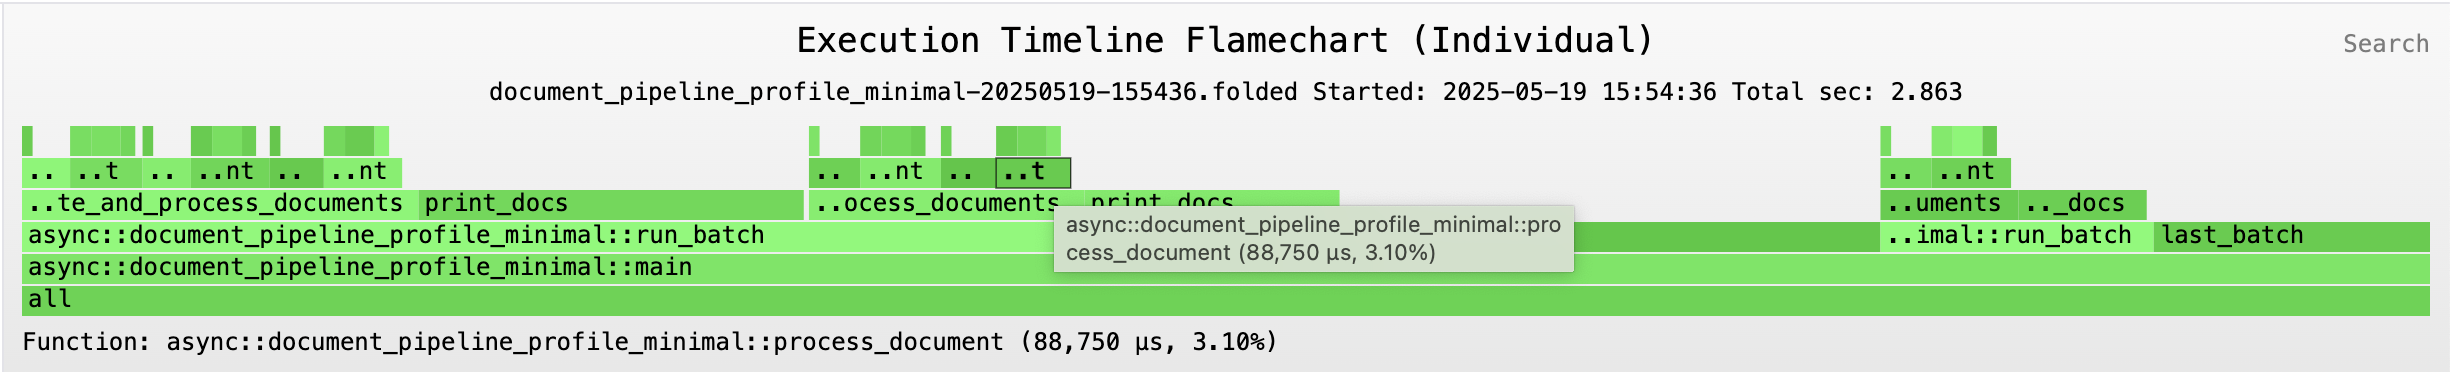 Execution Timeline Flamechart (Individual)
Search
document_pipeline_profile_minimal-20250519-155436.folded Started: 2025-05-19 15:54:36 Total sec: 2.863
.. ..t .. ..nt .. ..nt .. ..nt .. ..t .. ..nt
..te_and_process_documents print_docs ..ocess_documents print_docs ..uments .._docs
async::document_pipeline_profile_minimal::run_batch ..imal::run_batch last_batch
async::document_pipeline_profile_minimal::main
all
async::document_pipeline_profile_minimal::pro
cess_document (88,750 µs, 3.10%)
Function: async::document_pipeline_profile_minimal::process_document (88,750 µs, 3.10%)